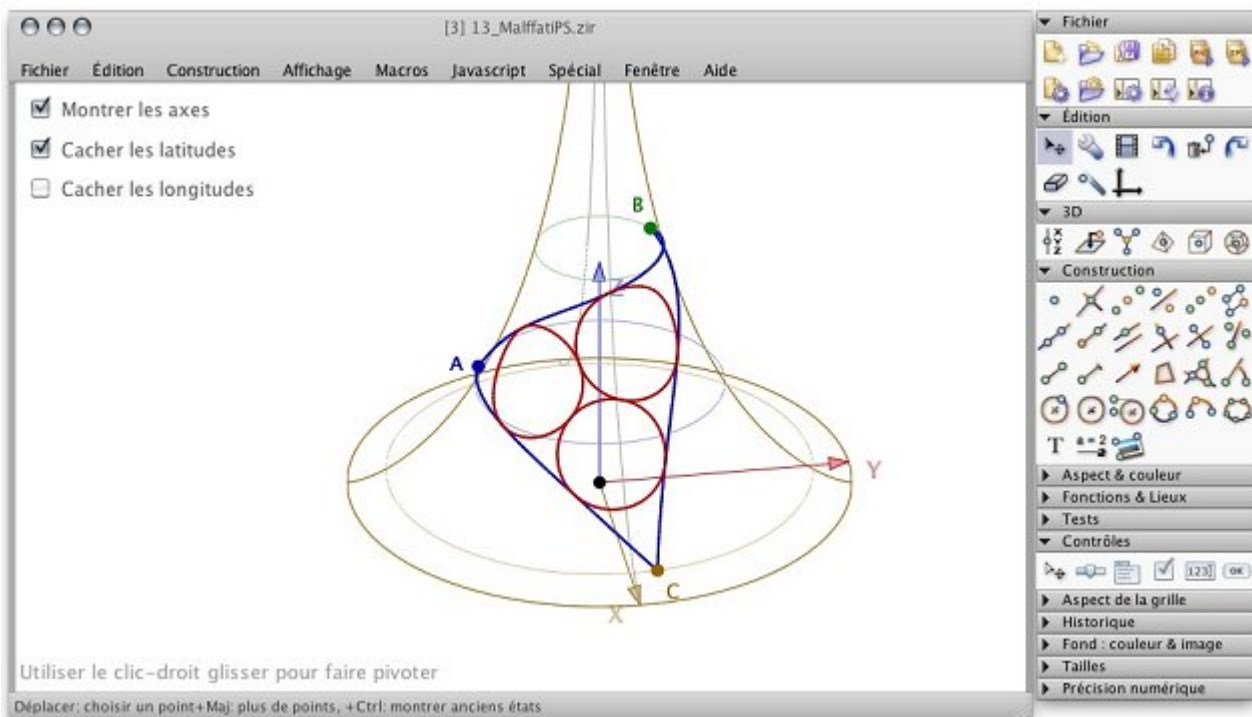 [3] 13_MalffatiPS.zir
Fichier Édition Construction Affichage Macros Javascript Spécial Fenêtre Aide
Montrer les axes
Cacher les latitudes
Cacher les longitudes
B
Z
A
Y
C
X
Utiliser le clic-droit glisser pour faire pivoter
Déplacer: choisir un point+Maj: plus de points, +Ctrl: montrer anciens états
Fichier
Édition
3D
Construction
T a=2
Aspect & couleur
Fonctions & Lieux
Tests
Contrôles
123 OK
Aspect de la grille
Historique
Fond : couleur & image
Tailles
Précision numérique